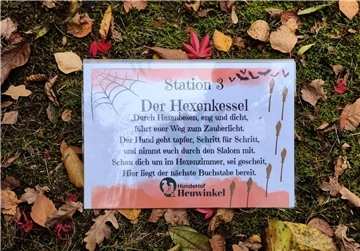 Station 3
Der Hexenkessel
„Durch Hexenbesen, eng und dicht,
führt euer Weg zum Zauberlicht.
Der Hund geht tapfer, Schritt für Schritt,
und nimmt euch durch den Slalom mit.
Schau dich um im Hexenzimmer, sei gescheit,
Hier liegt der nächste Buchstabe bereit.
HundeHof
Heuwinkel